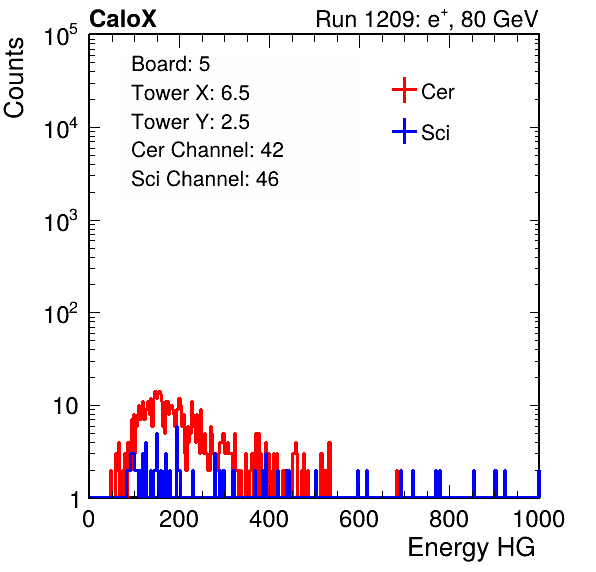 CaloX Run 1209: e⁺, 80 GeV
Counts
10⁵
10⁴
10³
10²
10
1
Board: 5
Tower X: 6.5
Tower Y: 2.5
Cer Channel: 42
Sci Channel: 46
Cer
Sci
0 200 400 600 800 1000
Energy HG